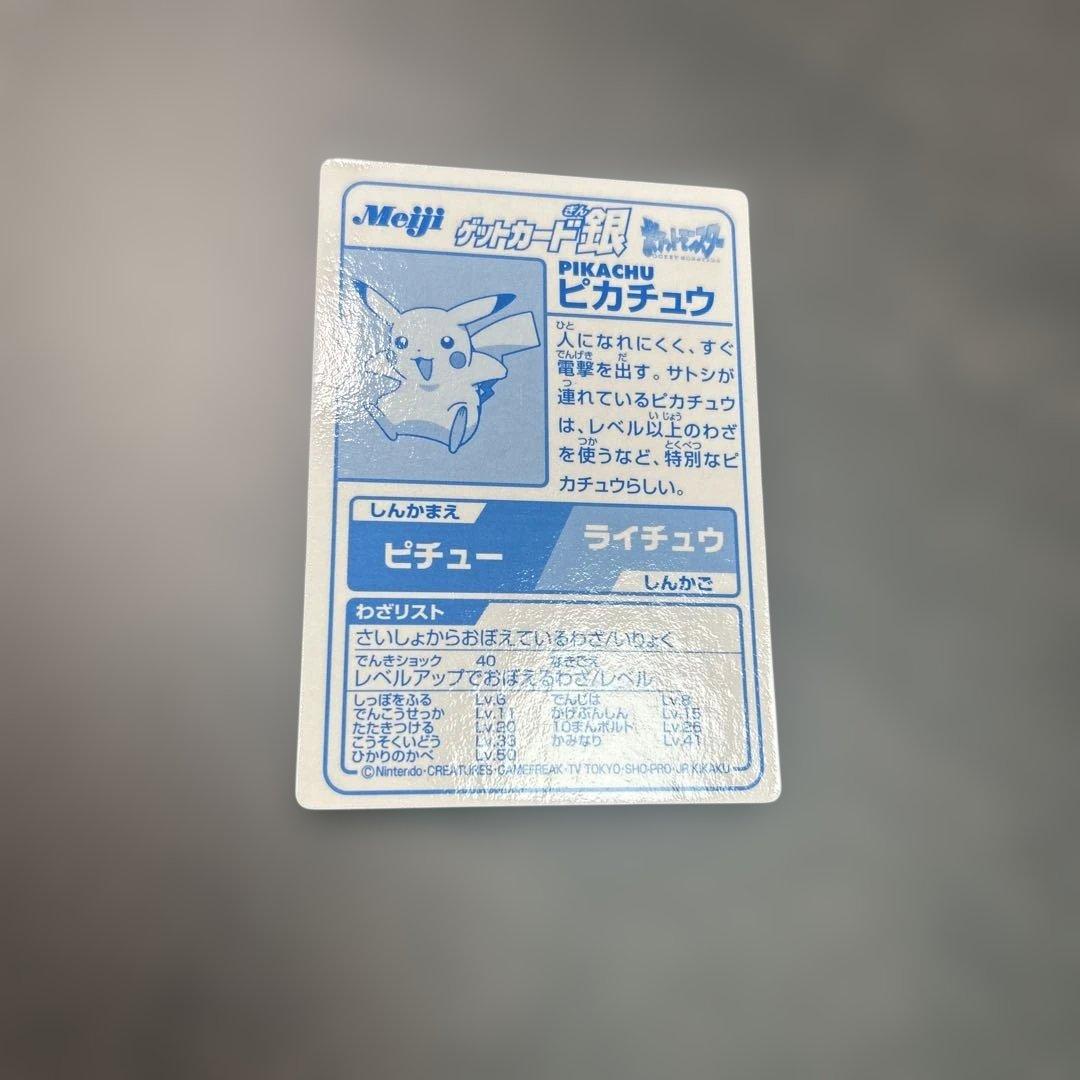 Meiji
ゲットカード銀
ぎん
ポケットモンスター
POCKET MONSTERS
PIKACHU
ピカチュウ
人になれにくく、すぐ
ひと
電撃を出す。サトシが
でんげき だ
連れているピカチュウ
つ
は、レベル以上のわざ
いじょう
を使うなど、特別なピ
つか とくべつ
カチュウらしい。
しんかまえ
ピチュー
ライチュウ
しんかご
わざリスト
さいしょからおぼえているわざ/いりょく
でんきショック 40 なきごえ
レベルアップでおぼえるわざ/レベル
しっぽをふる Lv.6 でんじは Lv.8
でんこうせっか Lv.11 かげぶんしん Lv.15
たたきつける Lv.20 10まんボルト Lv.26
こうそくいどう Lv.33 かみなり Lv.41
ひかりのかべ Lv.50
©Nintendo・CREATURES・GAMEFREAK・TV TOKYO・SHO-PRO・JR KIKAKU